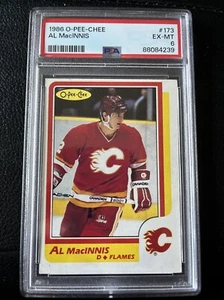 1986 O-PEE-CHEE #173
AL MacINNIS EX-MT
PSA 6
88084239
O-PEE-CHEE
AL MACINNIS
D ◆ FLAMES